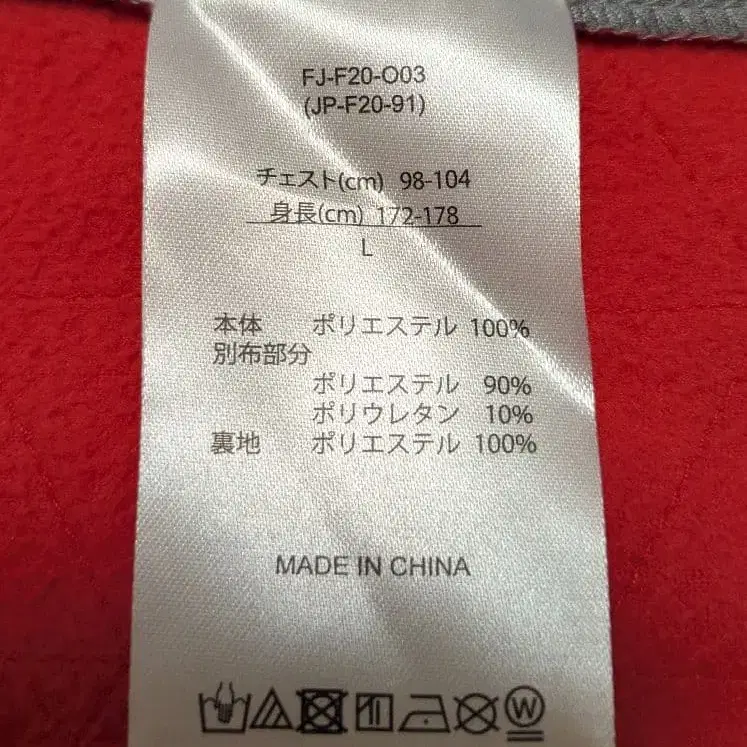 FJ-F20-O03
(JP-F20-91)
チェスト(cm) 98-104
身長(cm) 172-178
L
本体 ポリエステル 100%
別布部分
ポリエステル 90%
ポリウレタン 10%
裏地 ポリエステル 100%
MADE IN CHINA
W